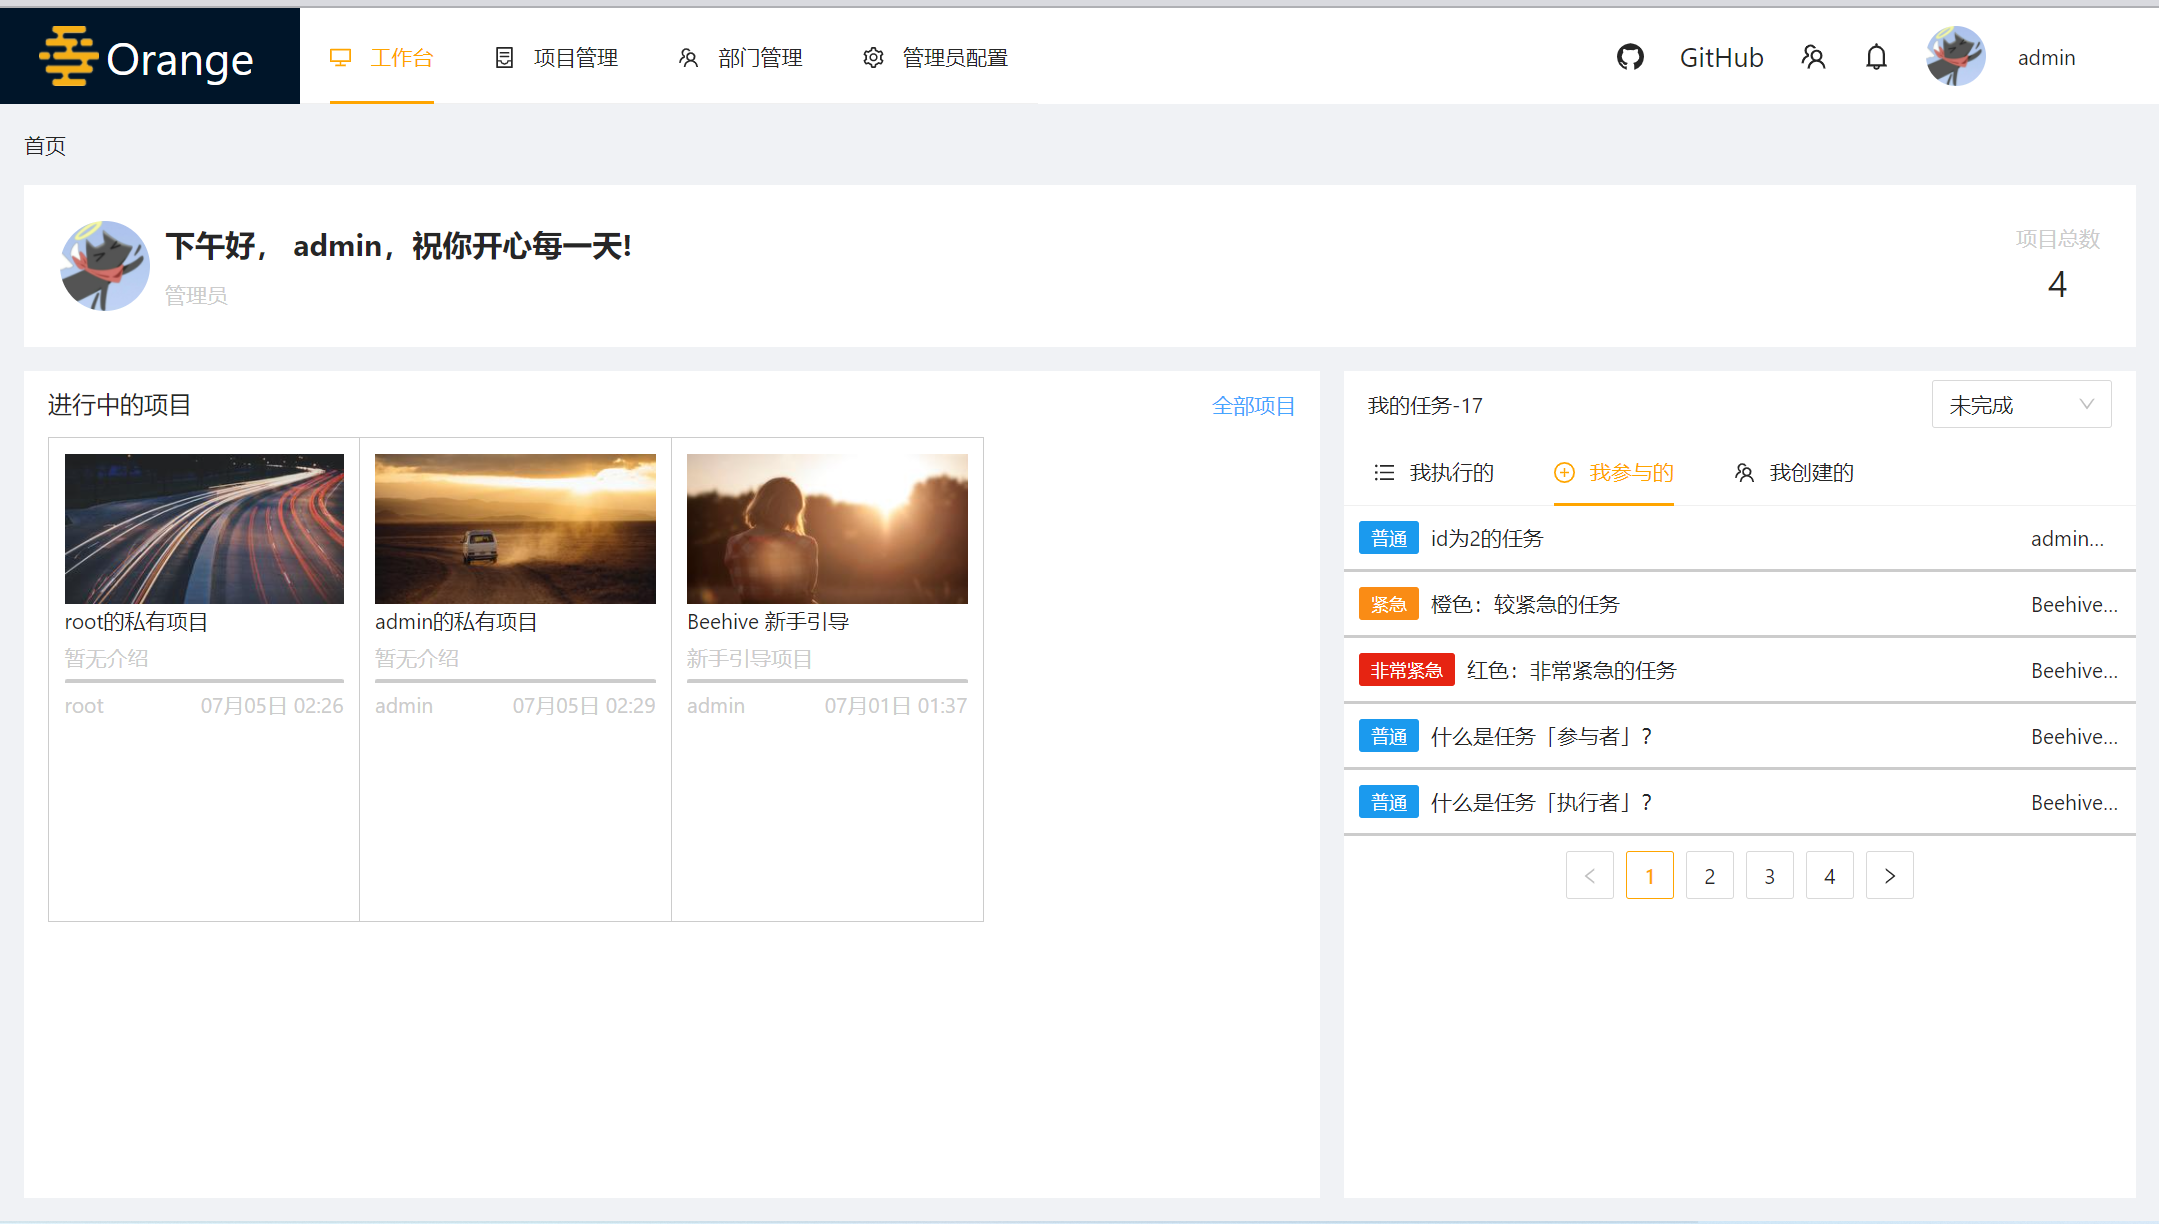 Orange
工作台
项目管理
部门管理
管理员配置
GitHub
admin
首页
下午好， admin，祝你开心每一天!
管理员
项目总数
4
进行中的项目
全部项目
root的私有项目
暂无介绍
root 07月05日 02:26
admin的私有项目
暂无介绍
admin 07月05日 02:29
Beehive 新手引导
新手引导项目
admin 07月01日 01:37
我的任务-17
未完成
我执行的
我参与的
我创建的
普通 id为2的任务 admin...
紧急 橙色：较紧急的任务 Beehive...
非常紧急 红色：非常紧急的任务 Beehive...
普通 什么是任务「参与者」? Beehive...
普通 什么是任务「执行者」? Beehive...
< 1 2 3 4 >